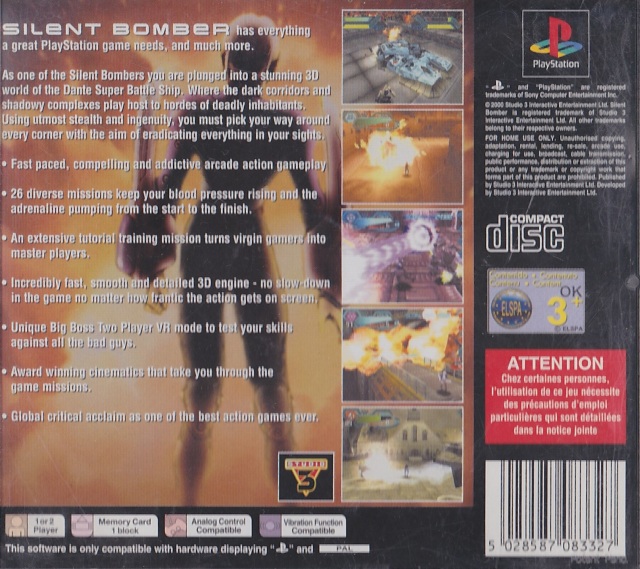 SILENT BOMBER has everything
a great PlayStation game needs, and much more.
As one of the Silent Bombers you are plunged into a stunning 3D
world of the Dante Super Battle Ship. Where the dark corridors and
shadowy complexes play host to hordes of deadly inhabitants.
Using utmost stealth and ingenuity, you must pick your way around
every corner with the aim of eradicating everything in your sights.
• Fast paced, compelling and addictive arcade action gameplay
• 26 diverse missions keep your blood pressure rising and the
adrenaline pumping from the start to the finish.
• An extensive tutorial training mission turns virgin gamers into
master players.
• Incredibly fast, smooth and detailed 3D engine - no slow-down
in the game no matter how frantic the action gets on screen.
• Unique Big Boss Two Player VR mode to test your skills
against all the bad guys.
• Award winning cinematics that take you through the
game missions.
• Global critical acclaim as one of the best action games ever.
STUDIO
3
1 or 2
Player
Memory Card
1 block
Analog Control
Compatible
Vibration Function
Compatible
This software is only compatible with hardware displaying " " and PAL
PlayStation
" " and "PlayStation" are registered
trademarks of Sony Computer Entertainment Inc.
© 2000 Studio 3 Interactive Entertainment Ltd. Silent
Bomber is registered trademark of Studio 3
Interactive Entertainment Ltd. All other trademarks
belong to their respective owners.
FOR HOME USE ONLY. Unauthorised copying,
adaptation, rental, lending, re-sale, arcade use,
charging for use, broadcast, cable transmission,
public performance, distribution or extraction of this
product or any trademark or copyright work that
forms part of this product are prohibited. Published
by Studio 3 Interactive Entertainment Ltd. Developed
by Studio 3 Interactive Entertainment Ltd.
COMPACT
disc
ELSPA
OK
3+
© ELSPA
ATTENTION
Chez certaines personnes,
l'utilisation de ce jeu nécessite
des précautions d'emploi
particulières qui sont détaillées
dans la notice jointe
5 028587 083327